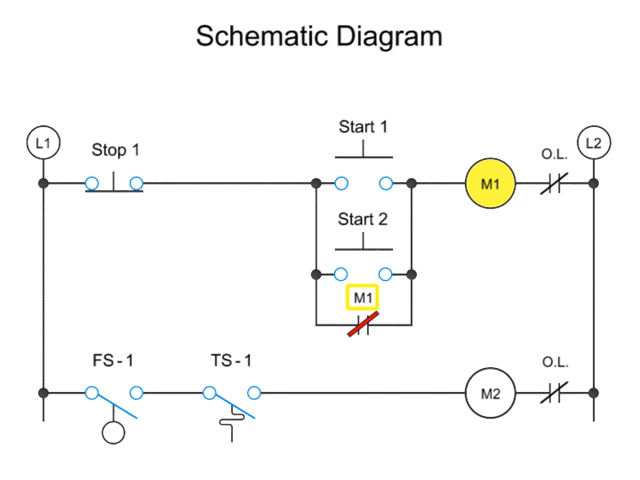 Schematic Diagram
Start 1
L1
Stop 1
O.L.
L2
M1
Start 2
M1
FS-1
TS-1
O.L.
M2